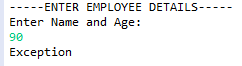 -----ENTER EMPLOYEE DETAILS-----
Enter Name and Age:
90
Exception